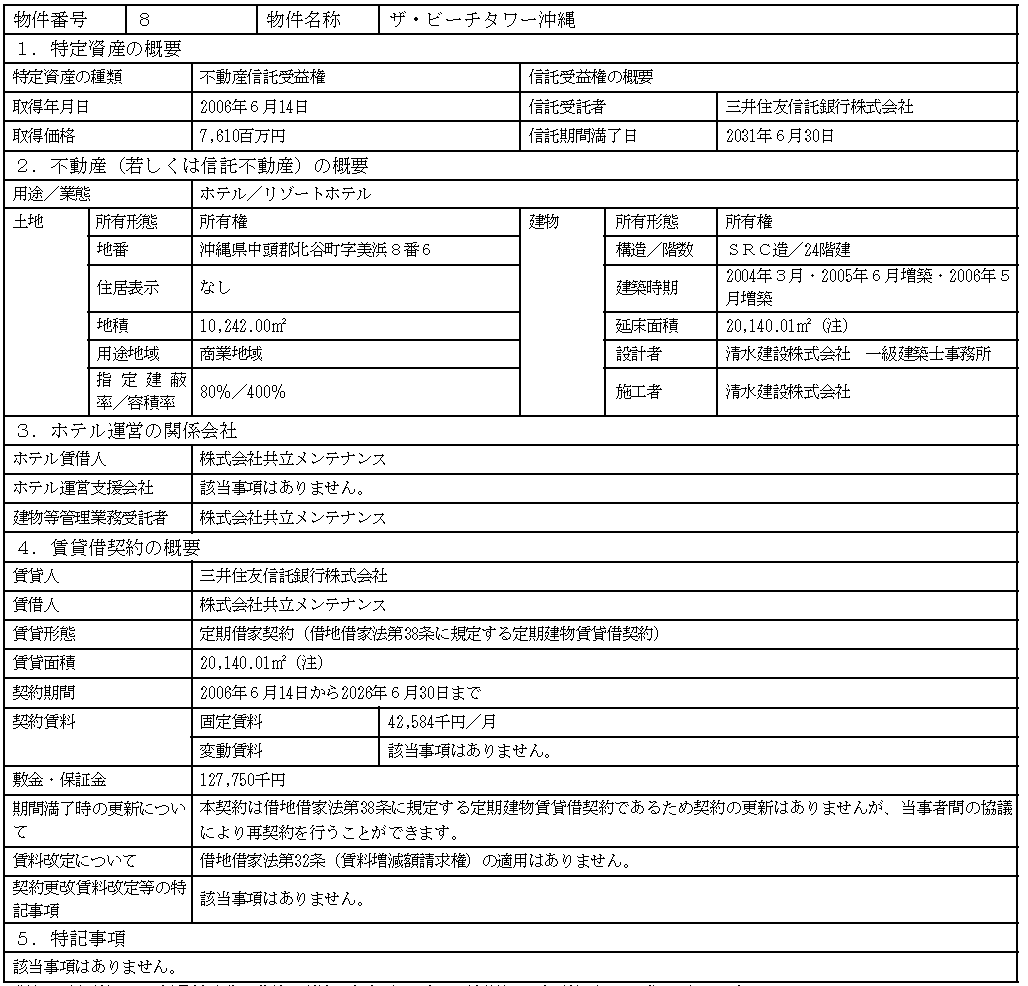 物件番号 ８ 物件名称 ザ・ビーチタワー沖縄
１．特定資産の概要
特定資産の種類 不動産信託受益権 信託受益権の概要
取得年月日 2006年６月14日 信託受託者 三井住友信託銀行株式会社
取得価格 7,610百万円 信託期間満了日 2031年６月30日
２．不動産（若しくは信託不動産）の概要
用途／業態 ホテル／リゾートホテル
土地 所有形態 所有権 建物 所有形態 所有権
地番 沖縄県中頭郡北谷町字美浜８番６ 構造／階数 ＳＲＣ造／24階建
住居表示 なし 建築時期 2004年３月・2005年６月増築・2006年５
月増築
地積 10,242.00㎡ 延床面積 20,140.01㎡（注）
用途地域 商業地域 設計者 清水建設株式会社　一級建築士事務所
指定建蔽
率／容積率 80%／400% 施工者 清水建設株式会社
３．ホテル運営の関係会社
ホテル賃借人 株式会社共立メンテナンス
ホテル運営支援会社 該当事項はありません。
建物等管理業務受託者 株式会社共立メンテナンス
４．賃貸借契約の概要
賃貸人 三井住友信託銀行株式会社
賃借人 株式会社共立メンテナンス
賃貸形態 定期借家契約（借地借家法第38条に規定する定期建物賃貸借契約）
賃貸面積 20,140.01㎡（注）
契約期間 2006年６月14日から2026年６月30日まで
契約賃料 固定賃料 42,584千円／月
変動賃料 該当事項はありません。
敷金・保証金 127,750千円
期間満了時の更新につい
て 本契約は借地借家法第38条に規定する定期建物賃貸借契約であるため契約の更新はありませんが、当事者間の協議
により再契約を行うことができます。
賃料改定について 借地借家法第32条（賃料増減額請求権）の適用はありません。
契約更改賃料改定等の特
記事項 該当事項はありません。
５．特記事項
該当事項はありません。